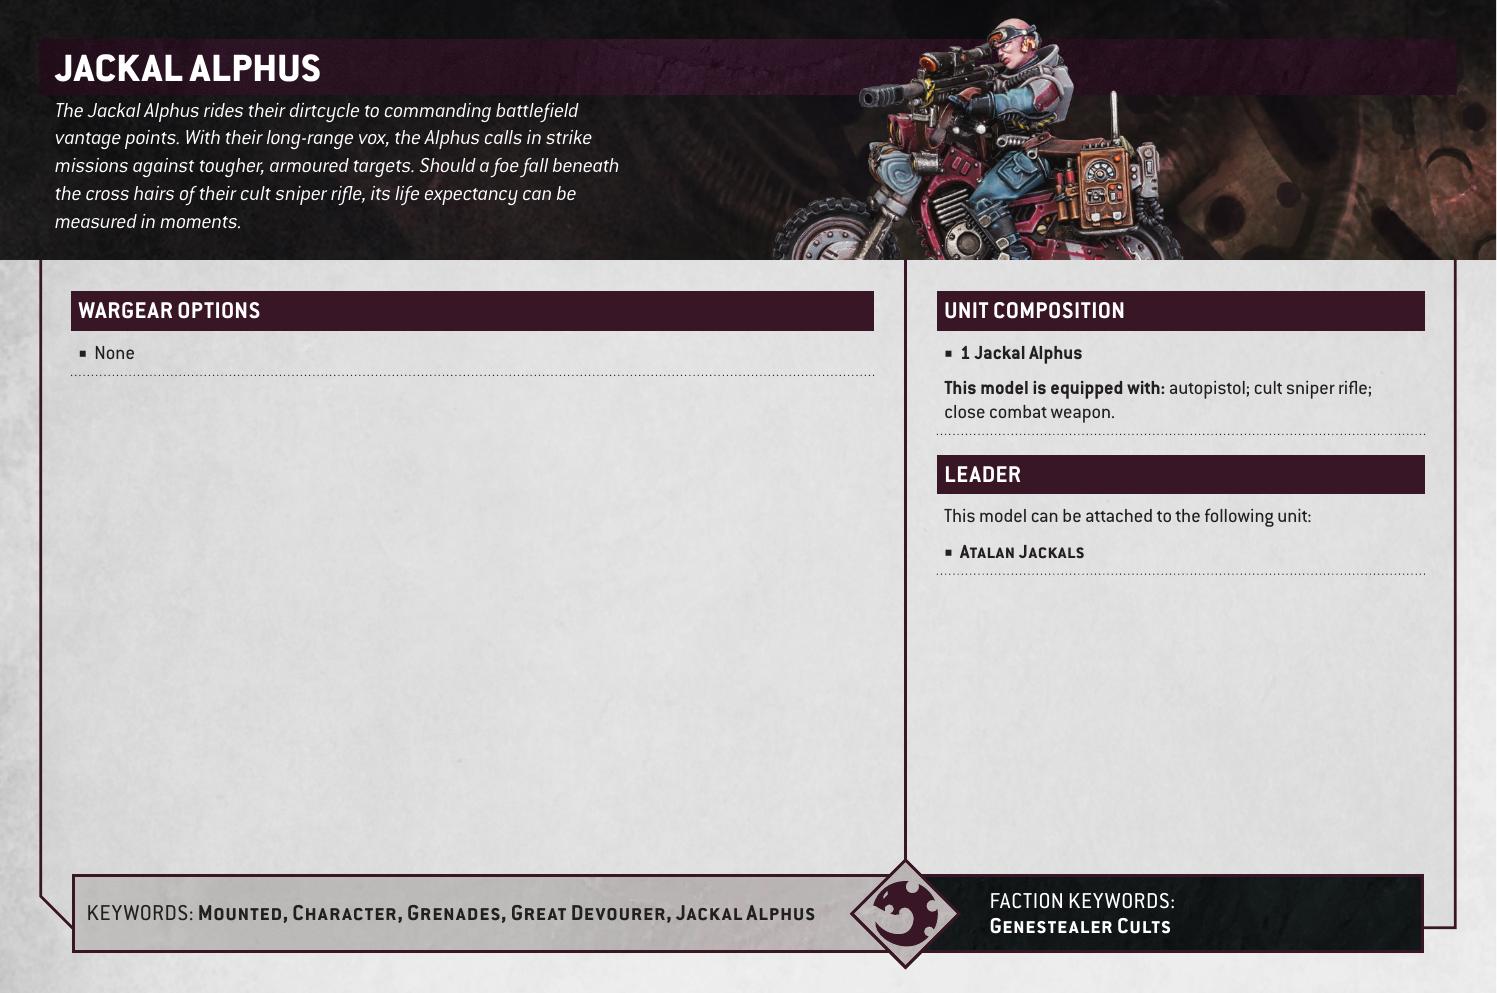 JACKAL ALPHUS
The Jackal Alphus rides their dirtcycle to commanding battlefield
vantage points. With their long-range vox, the Alphus calls in strike
missions against tougher, armoured targets. Should a foe fall beneath
the cross hairs of their cult sniper rifle, its life expectancy can be
measured in moments.
WARGEAR OPTIONS
▪ None
UNIT COMPOSITION
▪ 1 Jackal Alphus
This model is equipped with: autopistol; cult sniper rifle;
close combat weapon.
LEADER
This model can be attached to the following unit:
▪ Atalan Jackals
KEYWORDS: Mounted, Character, Grenades, Great Devourer, Jackal Alphus
FACTION KEYWORDS:
Genestealer Cults